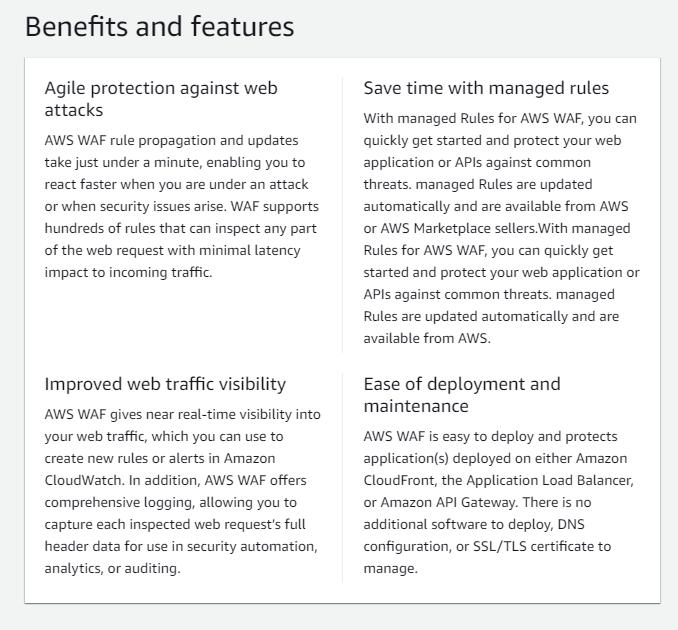 Benefits and features
Agile protection against web
attacks
AWS WAF rule propagation and updates
take just under a minute, enabling you to
react faster when you are under an attack
or when security issues arise. WAF supports
hundreds of rules that can inspect any part
of the web request with minimal latency
impact to incoming traffic.
Save time with managed rules
With managed Rules for AWS WAF, you can
quickly get started and protect your web
application or APIs against common
threats. managed Rules are updated
automatically and are available from AWS
or AWS Marketplace sellers.With managed
Rules for AWS WAF, you can quickly get
started and protect your web application or
APIs against common threats. managed
Rules are updated automatically and are
available from AWS.
Improved web traffic visibility
AWS WAF gives near real-time visibility into
your web traffic, which you can use to
create new rules or alerts in Amazon
CloudWatch. In addition, AWS WAF offers
comprehensive logging, allowing you to
capture each inspected web request's full
header data for use in security automation,
analytics, or auditing.
Ease of deployment and
maintenance
AWS WAF is easy to deploy and protects
application(s) deployed on either Amazon
CloudFront, the Application Load Balancer,
or Amazon API Gateway. There is no
additional software to deploy, DNS
configuration, or SSL/TLS certificate to
manage.